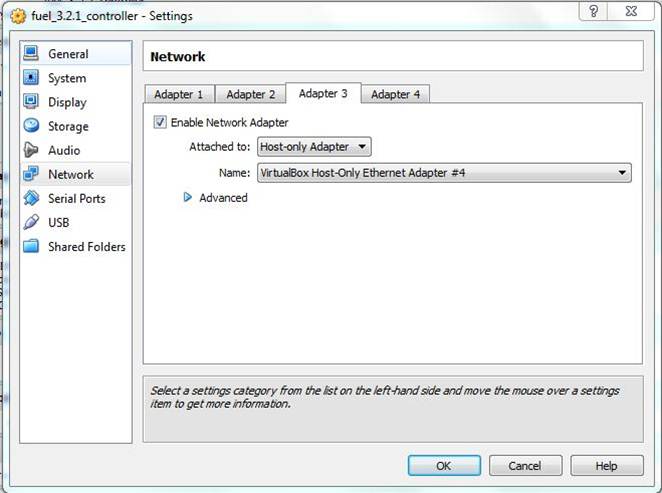 fuel_3.2.1_controller - Settings
General
System
Display
Storage
Audio
Network
Serial Ports
USB
Shared Folders
Network
Adapter 1 Adapter 2 Adapter 3 Adapter 4
Enable Network Adapter
Attached to: Host-only Adapter
Name: VirtualBox Host-Only Ethernet Adapter #4
Advanced
Select a settings category from the list on the left-hand side and move the mouse over a settings
item to get more information.
OK Cancel Help